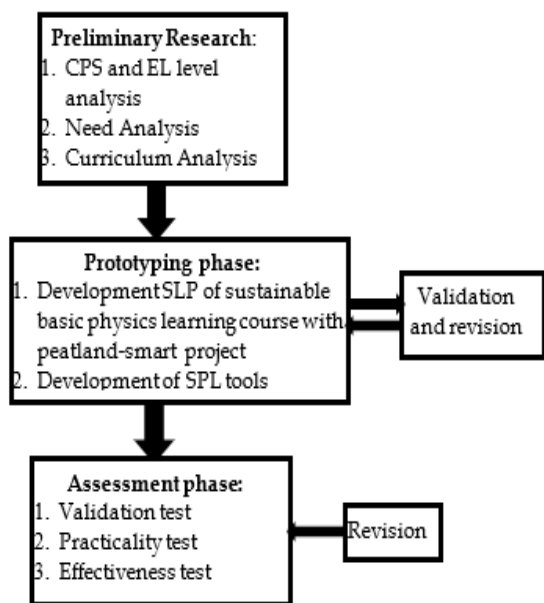 Preliminary Research:
1. CPS and EL level
analysis
2. Need Analysis
3. Curriculum Analysis
Prototyping phase:
1. Development SLP of sustainable
basic physics learning course with
peatland-smart project
2. Development of SPL tools
Validation
and revision
Assessment phase:
1. Validation test
2. Practicality test
3. Effectiveness test
Revision